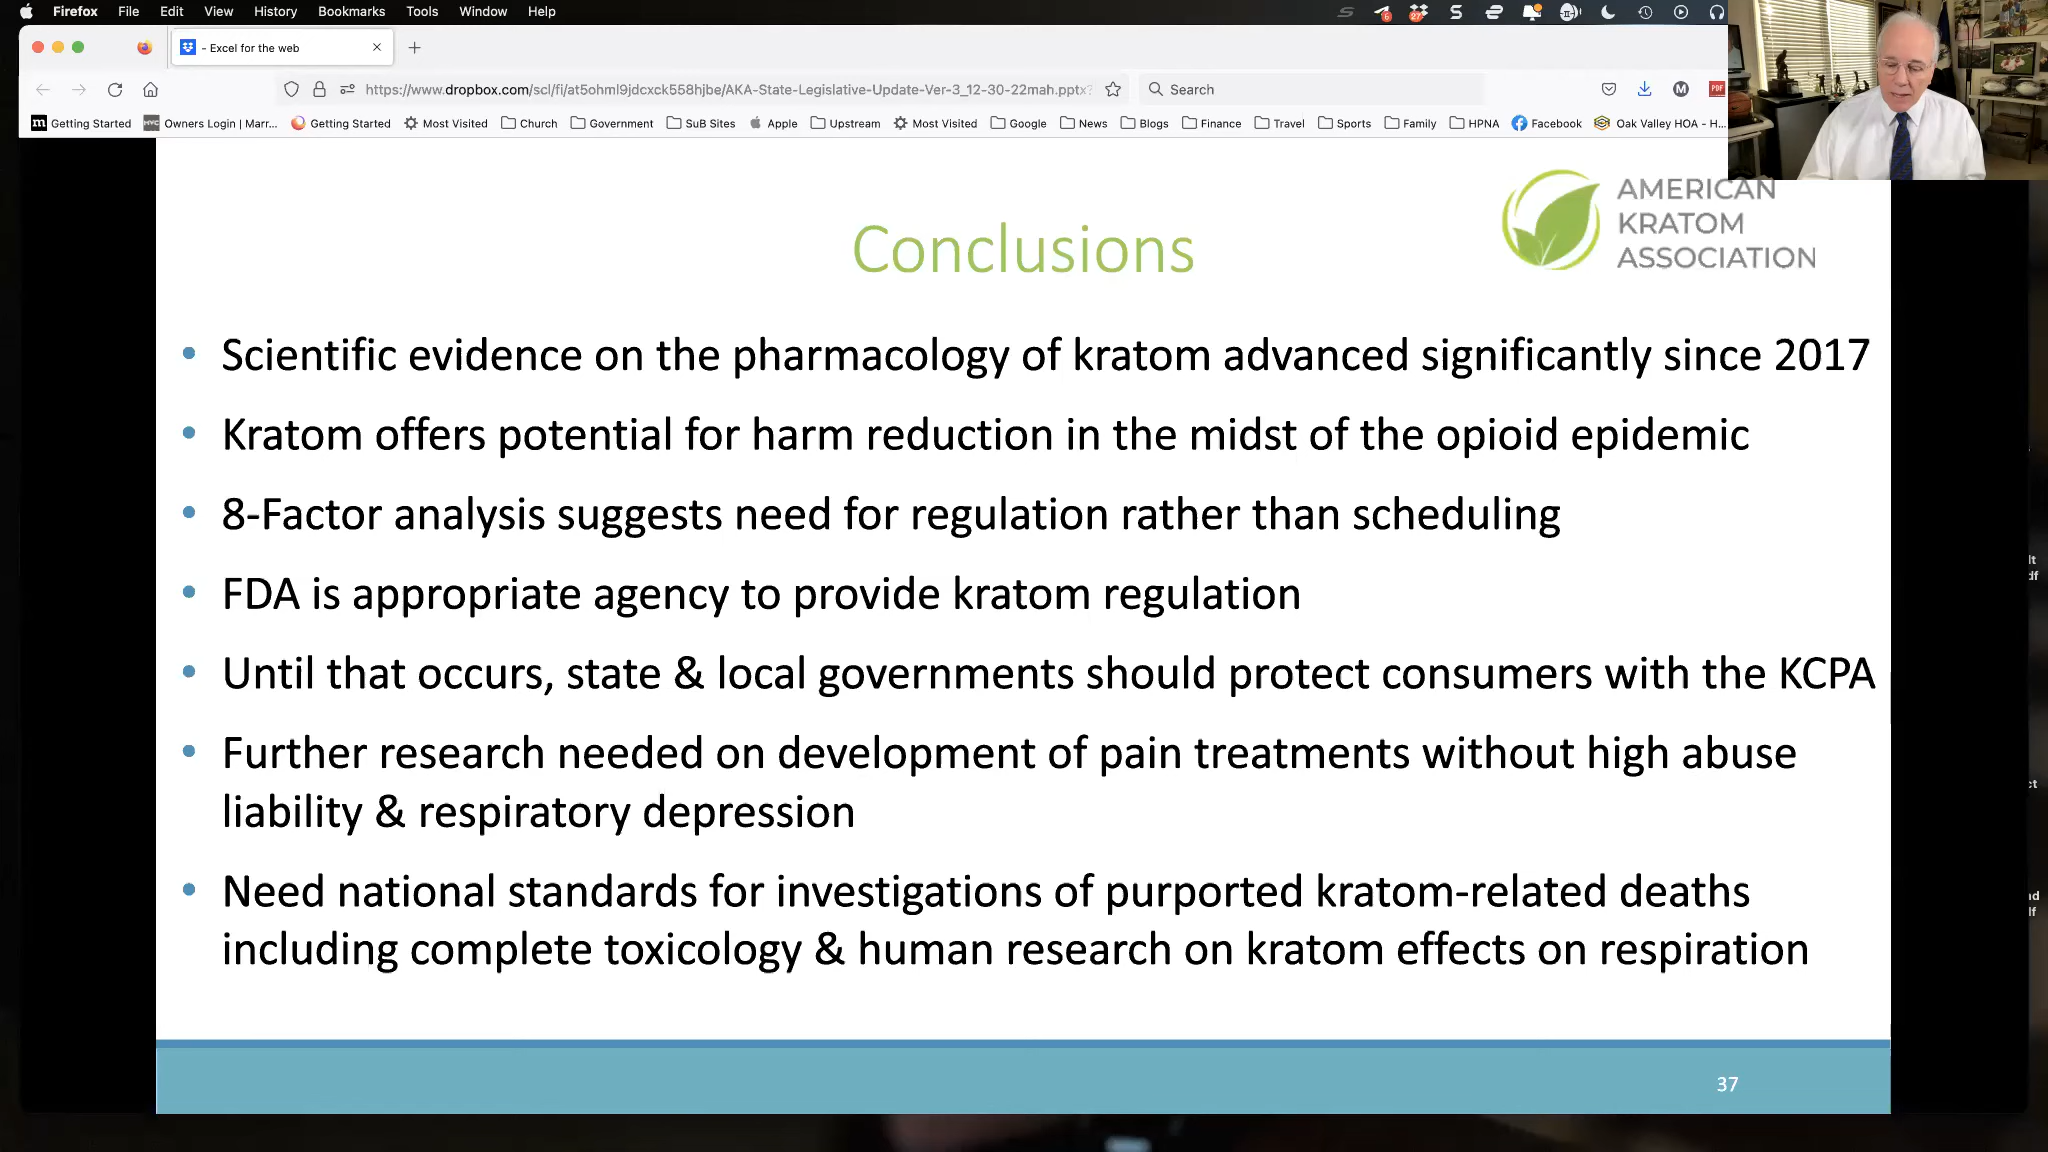 Firefox File Edit View History Bookmarks Tools Window Help
- Excel for the web
https://www.dropbox.com/scl/fi/at5ohml9jdcxck558hjbe/AKA-State-Legislative-Update-Ver-3_12-30-22mah.pptx?
Search
PDF
Getting Started Owners Login | Marr... Getting Started Most Visited Church Government SuB Sites Apple Upstream Most Visited Google News Blogs Finance Travel Sports Family HPNA Facebook Oak Valley HOA - H...
AMERICAN
KRATOM
ASSOCIATION
Conclusions
• Scientific evidence on the pharmacology of kratom advanced significantly since 2017
• Kratom offers potential for harm reduction in the midst of the opioid epidemic
• 8-Factor analysis suggests need for regulation rather than scheduling
• FDA is appropriate agency to provide kratom regulation
• Until that occurs, state & local governments should protect consumers with the KCPA
• Further research needed on development of pain treatments without high abuse
liability & respiratory depression
• Need national standards for investigations of purported kratom-related deaths
including complete toxicology & human research on kratom effects on respiration
37